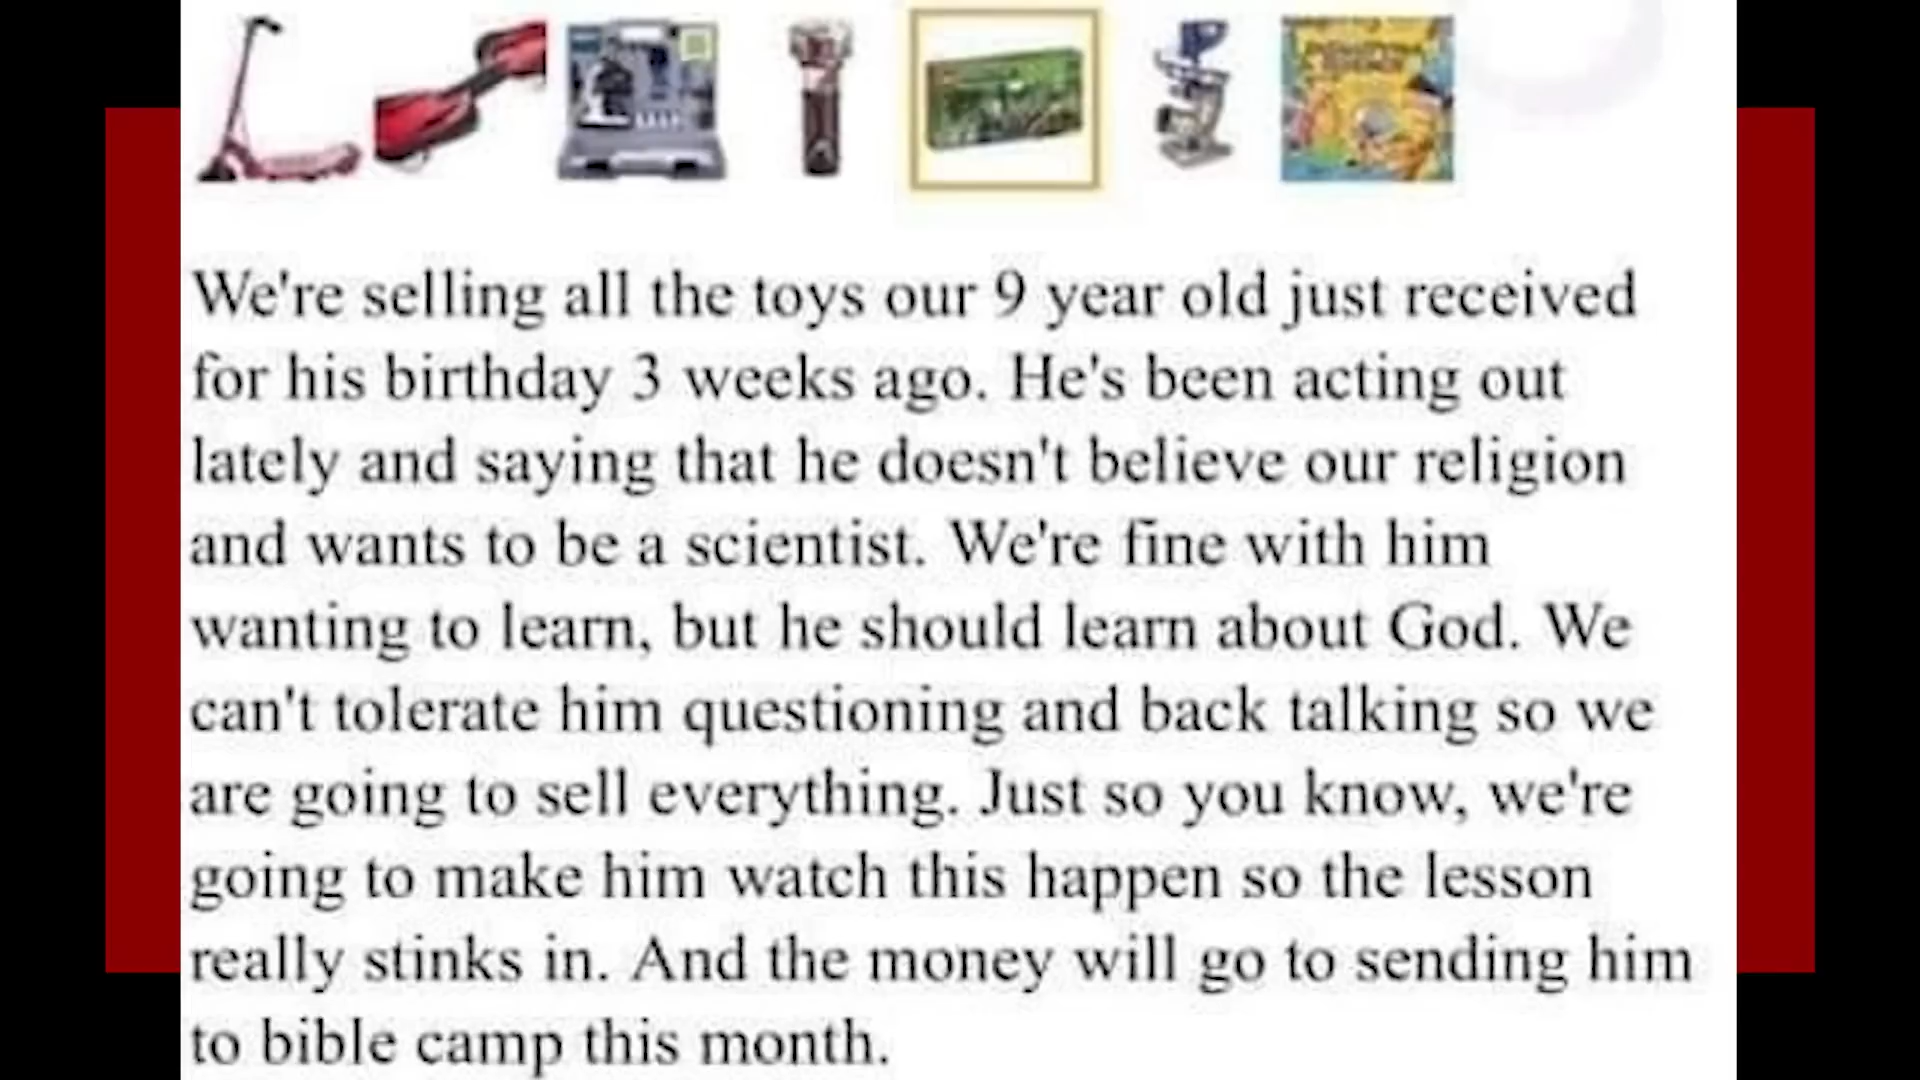 We're selling all the toys our 9 year old just received
for his birthday 3 weeks ago. He's been acting out
lately and saying that he doesn't believe our religion
and wants to be a scientist. We're fine with him
wanting to learn, but he should learn about God. We
can't tolerate him questioning and back talking so we
are going to sell everything. Just so you know, we're
going to make him watch this happen so the lesson
really stinks in. And the money will go to sending him
to bible camp this month.